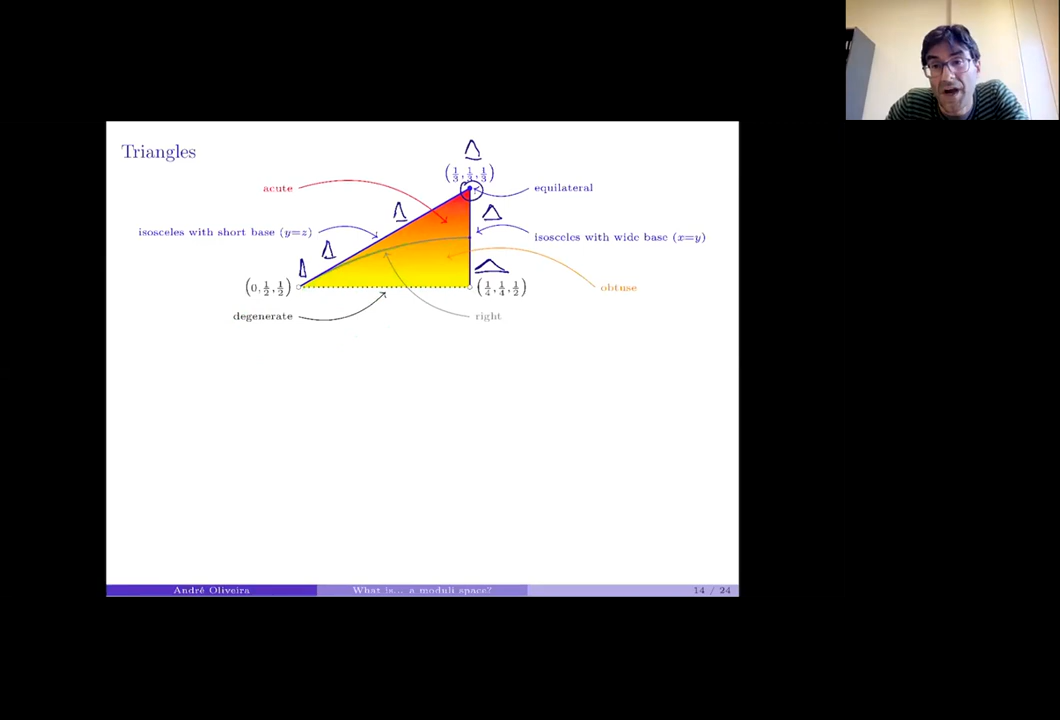 Triangles
(1/3, 1/3, 1/3)
acute
equilateral
isosceles with short base (y=z)
isosceles with wide base (x=y)
(0, 1/2, 1/2)
(1/4, 1/4, 1/2)
obtuse
degenerate
right
André Oliveira
What is... a moduli space?
14 / 24